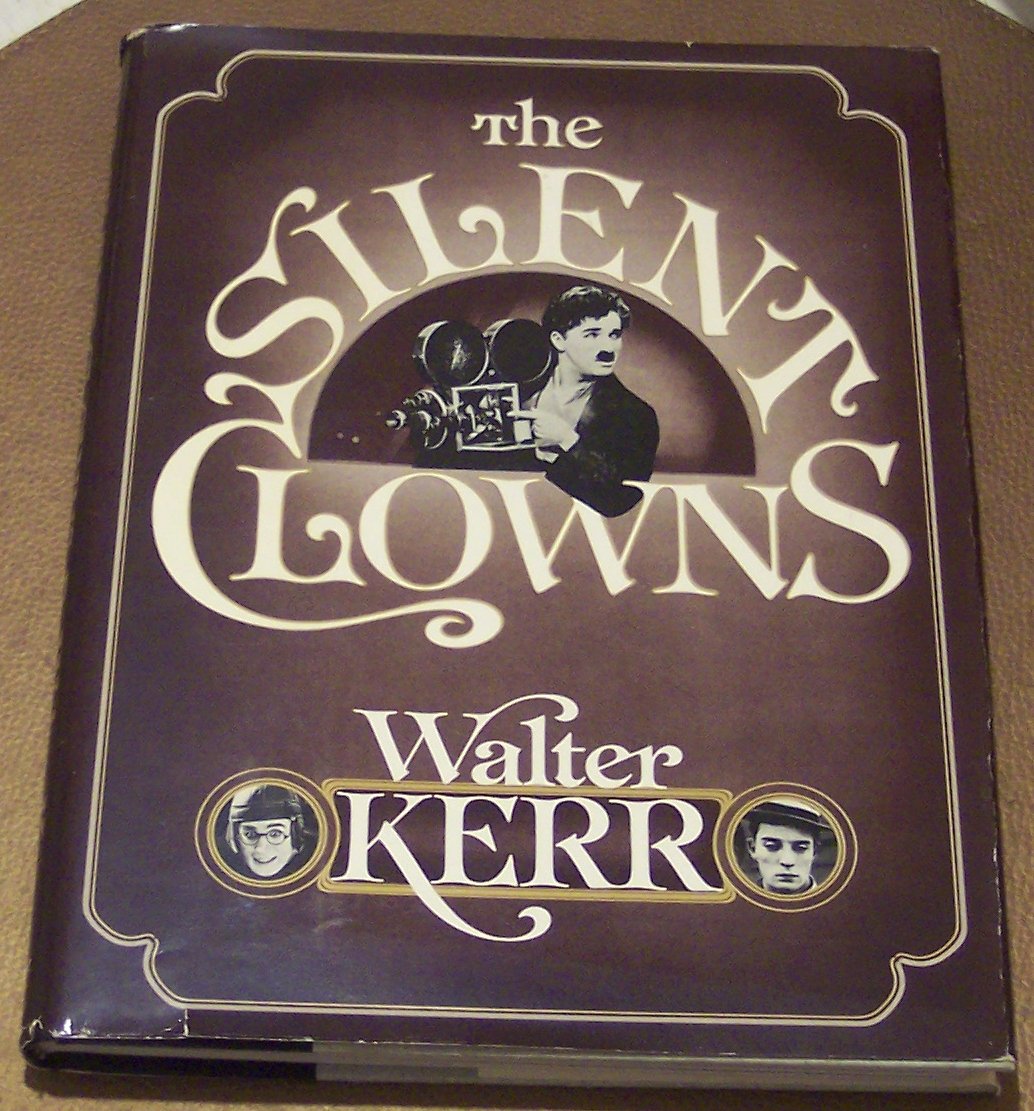 The
SILENT
CLOWNS
Walter
KERR